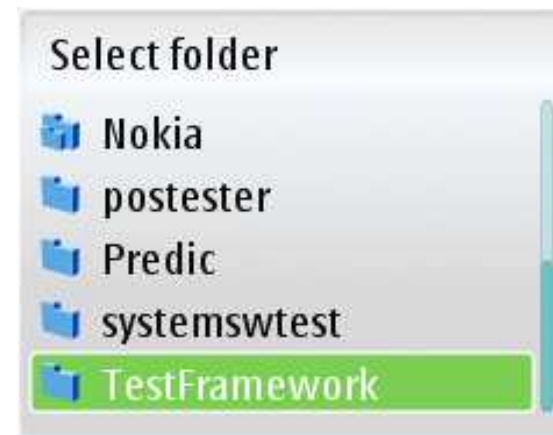 Select folder
Nokia
postester
Predic
systemswtest
TestFramework